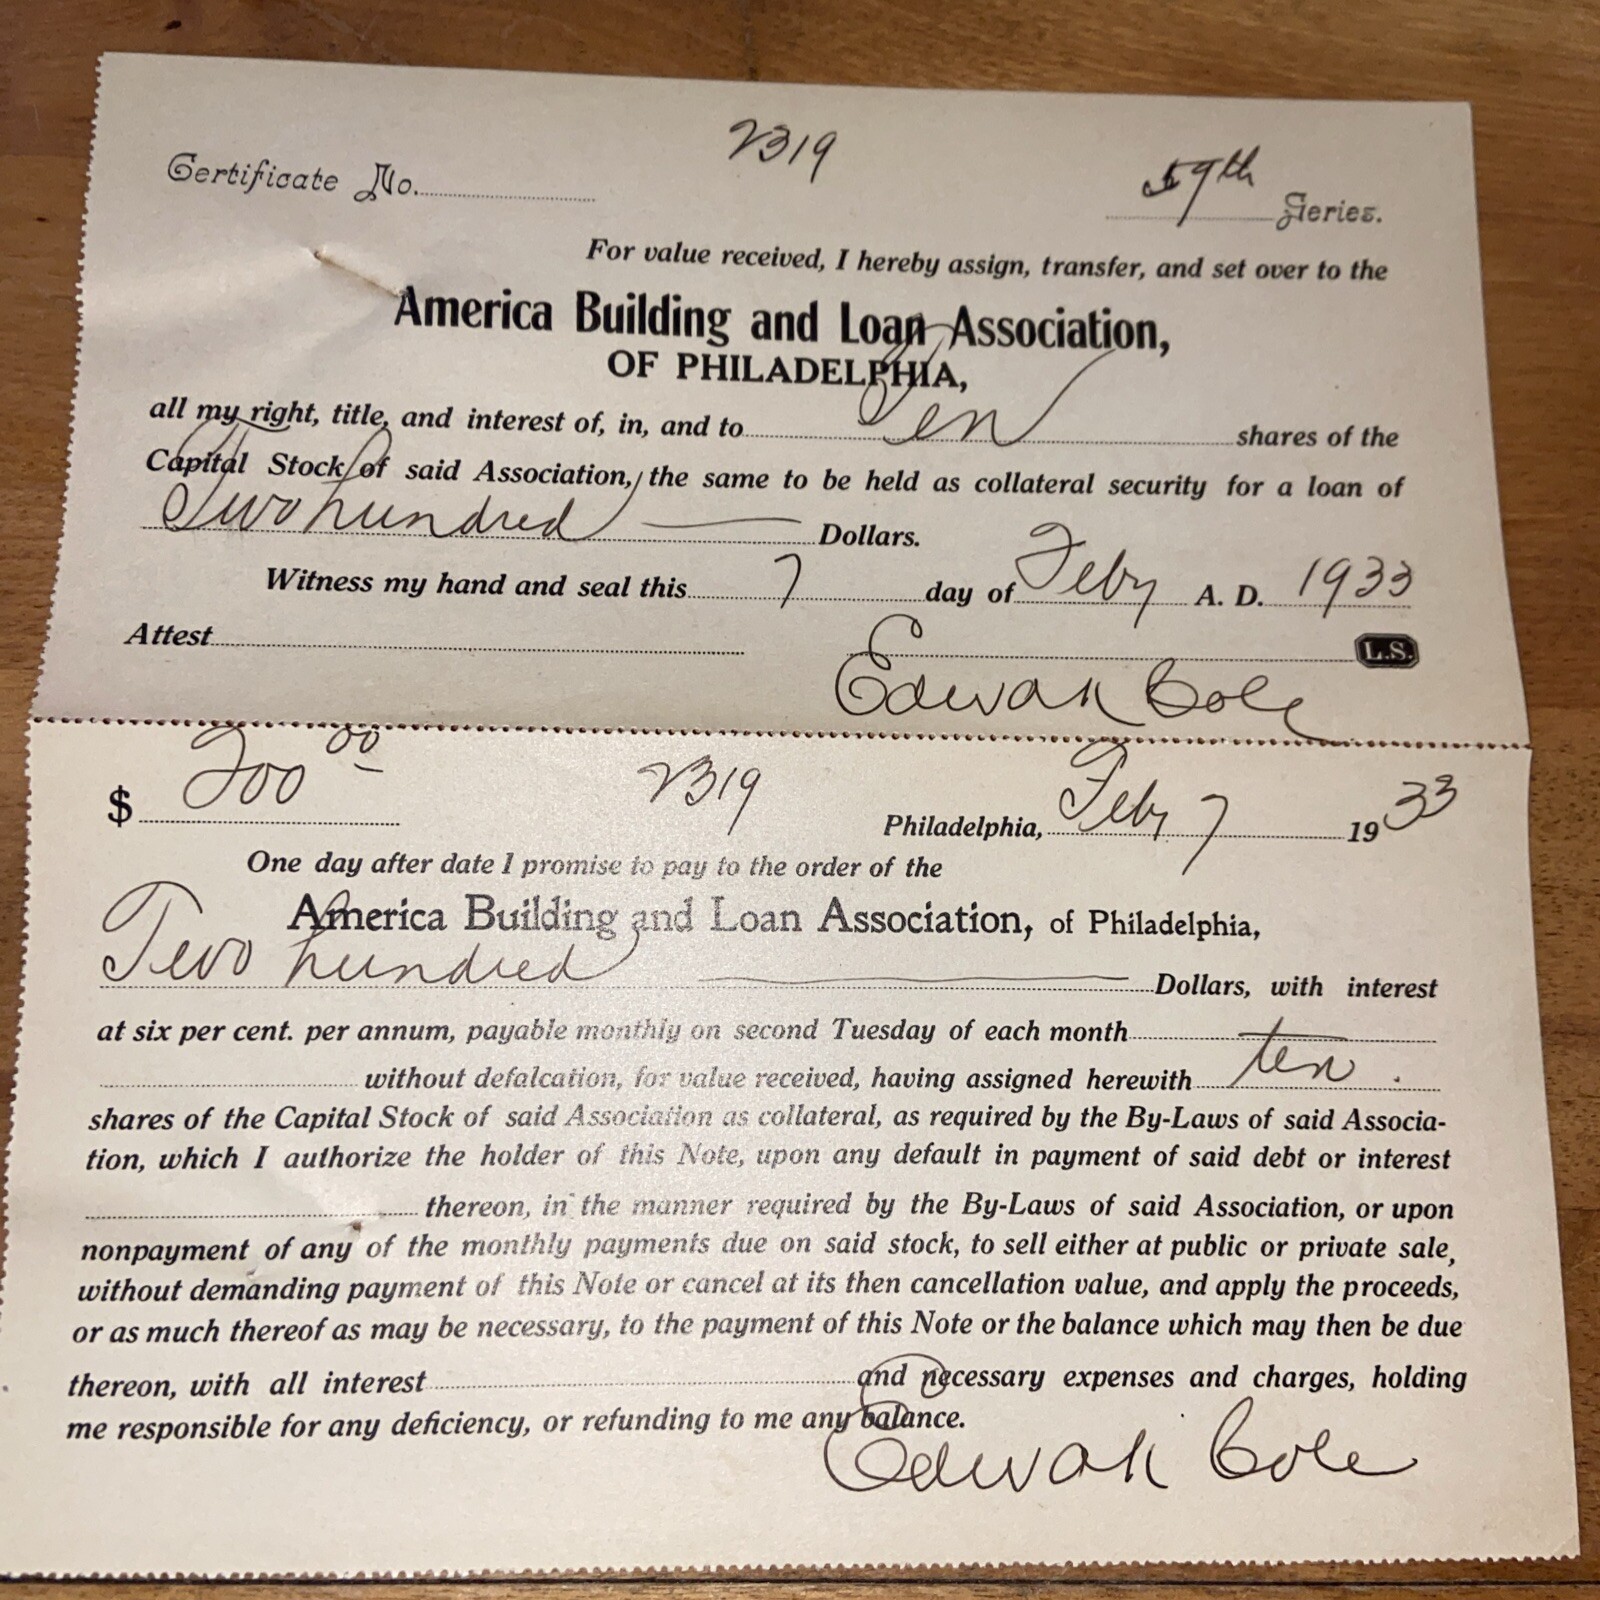 2319
Certificate No. 59th Series.
For value received, I hereby assign, transfer, and set over to the
America Building and Loan Association,
OF PHILADELPHIA,
all my right, title, and interest of, in, and to Ten shares of the
Capital Stock of said Association, the same to be held as collateral security for a loan of
Two hundred Dollars.
Witness my hand and seal this 7 day of Feby A. D. 1933
Attest L.S.
Edwak Cole
$ 200 00 2319 Philadelphia, Feby 7 1933
One day after date I promise to pay to the order of the
America Building and Loan Association, of Philadelphia,
Two hundred Dollars, with interest
at six per cent. per annum, payable monthly on second Tuesday of each month
without defalcation, for value received, having assigned herewith ten.
shares of the Capital Stock of said Association as collateral, as required by the By-Laws of said Associa-
tion, which I authorize the holder of this Note, upon any default in payment of said debt or interest
thereon, in the manner required by the By-Laws of said Association, or upon
nonpayment of any of the monthly payments due on said stock, to sell either at public or private sale,
without demanding payment of this Note or cancel at its then cancellation value, and apply the proceeds,
or as much thereof as may be necessary, to the payment of this Note or the balance which may then be due
thereon, with all interest and necessary expenses and charges, holding
me responsible for any deficiency, or refunding to me any balance.
Edwak Cole